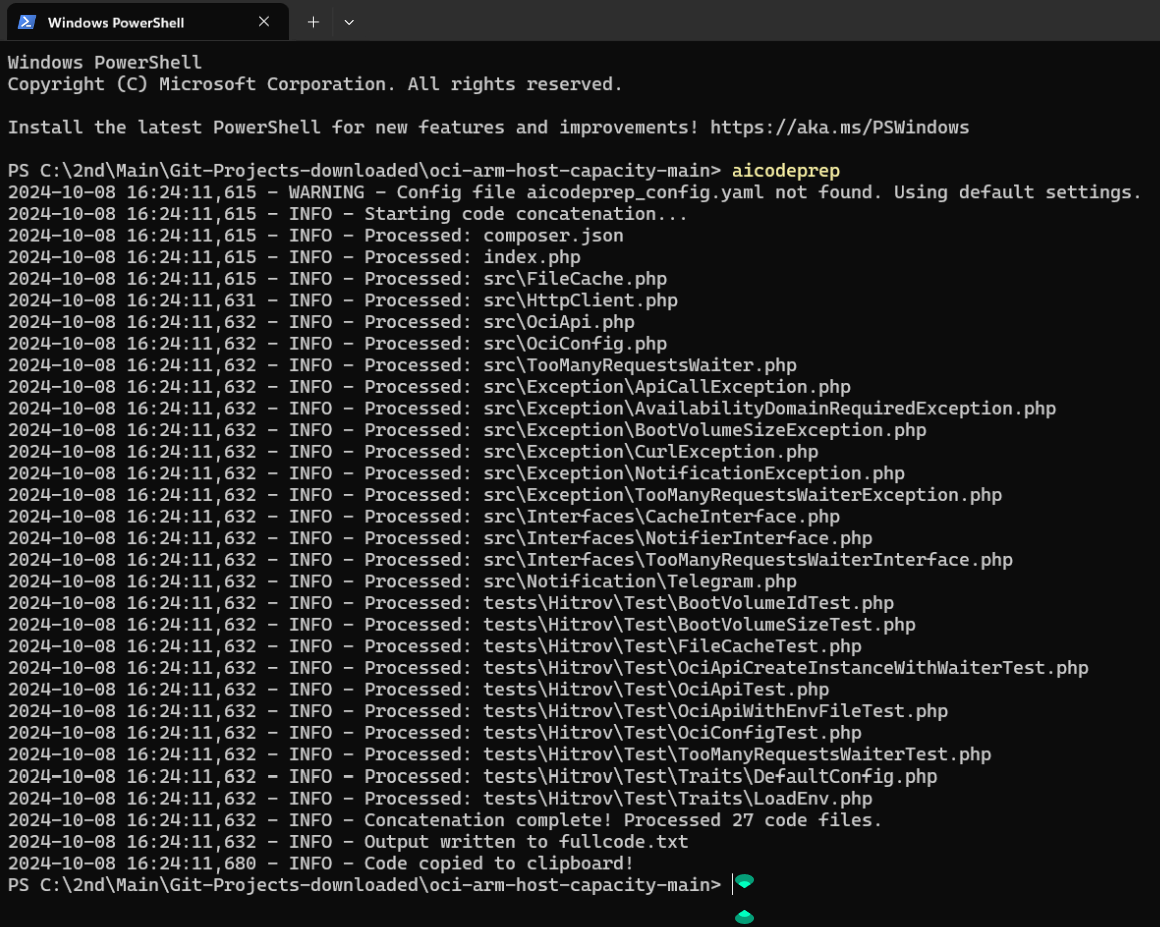 Windows PowerShell
Windows PowerShell
Copyright (C) Microsoft Corporation. All rights reserved.
Install the latest PowerShell for new features and improvements! https://aka.ms/PSWindows
PS C:\2nd\Main\Git-Projects-downloaded\oci-arm-host-capacity-main> aicodeprep
2024-10-08 16:24:11,615 - WARNING - Config file aicodeprep_config.yaml not found. Using default settings.
2024-10-08 16:24:11,615 - INFO - Starting code concatenation...
2024-10-08 16:24:11,615 - INFO - Processed: composer.json
2024-10-08 16:24:11,615 - INFO - Processed: index.php
2024-10-08 16:24:11,615 - INFO - Processed: src\FileCache.php
2024-10-08 16:24:11,631 - INFO - Processed: src\HttpClient.php
2024-10-08 16:24:11,632 - INFO - Processed: src\OciApi.php
2024-10-08 16:24:11,632 - INFO - Processed: src\OciConfig.php
2024-10-08 16:24:11,632 - INFO - Processed: src\TooManyRequestsWaiter.php
2024-10-08 16:24:11,632 - INFO - Processed: src\Exception\ApiCallException.php
2024-10-08 16:24:11,632 - INFO - Processed: src\Exception\AvailabilityDomainRequiredException.php
2024-10-08 16:24:11,632 - INFO - Processed: src\Exception\BootVolumeSizeException.php
2024-10-08 16:24:11,632 - INFO - Processed: src\Exception\CurlException.php
2024-10-08 16:24:11,632 - INFO - Processed: src\Exception\NotificationException.php
2024-10-08 16:24:11,632 - INFO - Processed: src\Exception\TooManyRequestsWaiterException.php
2024-10-08 16:24:11,632 - INFO - Processed: src\Interfaces\CacheInterface.php
2024-10-08 16:24:11,632 - INFO - Processed: src\Interfaces\NotifierInterface.php
2024-10-08 16:24:11,632 - INFO - Processed: src\Interfaces\TooManyRequestsWaiterInterface.php
2024-10-08 16:24:11,632 - INFO - Processed: src\Notification\Telegram.php
2024-10-08 16:24:11,632 - INFO - Processed: tests\Hitrov\Test\BootVolumeIdTest.php
2024-10-08 16:24:11,632 - INFO - Processed: tests\Hitrov\Test\BootVolumeSizeTest.php
2024-10-08 16:24:11,632 - INFO - Processed: tests\Hitrov\Test\FileCacheTest.php
2024-10-08 16:24:11,632 - INFO - Processed: tests\Hitrov\Test\OciApiCreateInstanceWithWaiterTest.php
2024-10-08 16:24:11,632 - INFO - Processed: tests\Hitrov\Test\OciApiTest.php
2024-10-08 16:24:11,632 - INFO - Processed: tests\Hitrov\Test\OciApiWithEnvFileTest.php
2024-10-08 16:24:11,632 - INFO - Processed: tests\Hitrov\Test\OciConfigTest.php
2024-10-08 16:24:11,632 - INFO - Processed: tests\Hitrov\Test\TooManyRequestsWaiterTest.php
2024-10-08 16:24:11,632 - INFO - Processed: tests\Hitrov\Test\Traits\DefaultConfig.php
2024-10-08 16:24:11,632 - INFO - Processed: tests\Hitrov\Test\Traits\LoadEnv.php
2024-10-08 16:24:11,632 - INFO - Concatenation complete! Processed 27 code files.
2024-10-08 16:24:11,632 - INFO - Output written to fullcode.txt
2024-10-08 16:24:11,680 - INFO - Code copied to clipboard!
PS C:\2nd\Main\Git-Projects-downloaded\oci-arm-host-capacity-main>